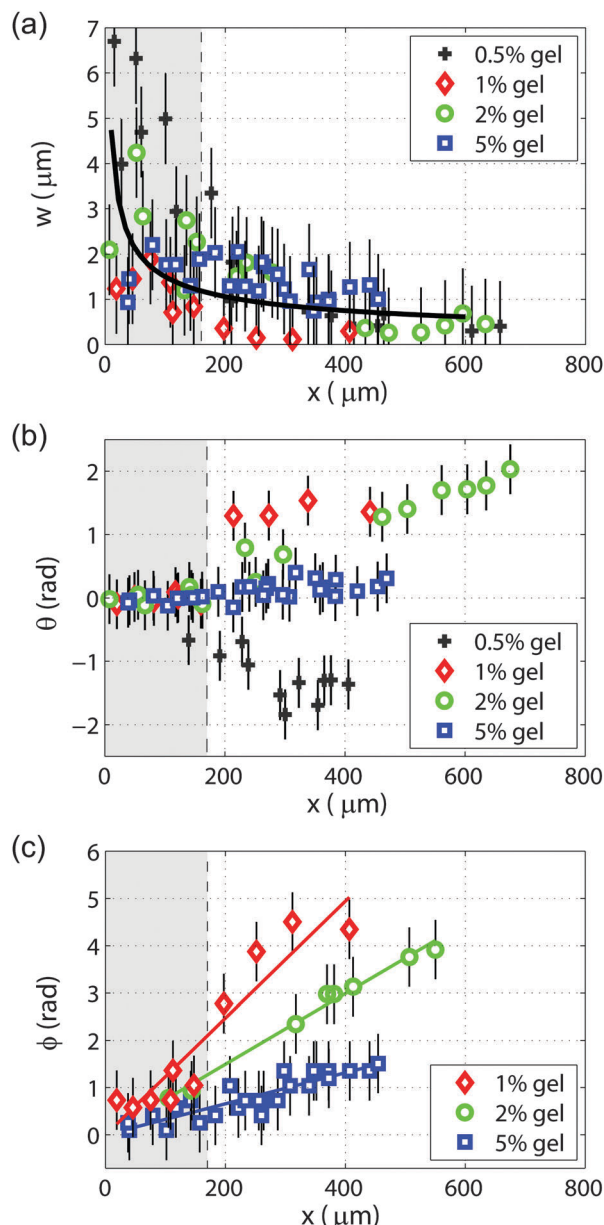 (a)
7
6
5
4
3
2
1
0
w (μm)
0.5% gel
1% gel
2% gel
5% gel
0 200 400 600 800
x ( μm)
(b)
2
1
0
−1
−2
θ (rad)
0.5% gel
1% gel
2% gel
5% gel
0 200 400 600 800
x ( μm)
(c)
6
5
4
3
2
1
0
ϕ (rad)
1% gel
2% gel
5% gel
0 200 400 600 800
x ( μm)